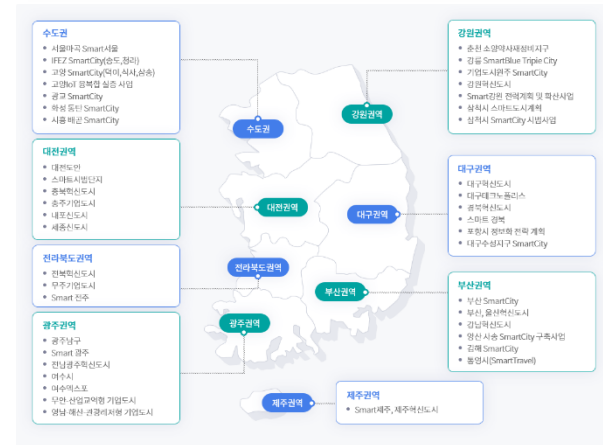 수도권
서울마곡 Smart서울
IFEZ SmartCity(송도,청라)
고양 SmartCity(덕이,식사,삼송)
고양IoT 융복합 실증 사업
광교 SmartCity
화성 동탄 SmartCity
시흥 배곧 SmartCity
대전권역
대전도안
스마트시범단지
충북혁신도시
충주기업도시
내포신도시
세종신도시
전라북도권역
전북혁신도시
무주기업도시
Smart 전주
광주권역
광주남구
Smart 광주
전남광주혁신도시
여수시
여수엑스포
무안·산업교역형 기업도시
영남·해산·관광레저형 기업도시
수도권
강원권역
대전권역
대구권역
전라북도권역
부산권역
광주권역
제주권역
강원권역
춘천 소양약사재정비지구
강릉 SmartBlue Triple City
기업도시원주 SmartCity
강원혁신도시
Smart강원 전략계획 및 확산사업
삼척시 스마트도시계획
삼척시 SmartCity 시범사업
대구권역
대구혁신도시
대구테크노폴리스
경북혁신도시
스마트 경북
포항시 정보화 전략 계획
대구수성지구 SmartCity
부산권역
부산 SmartCity
부산, 울산혁신도시
경남혁신도시
양산 사송 SmartCity 구축사업
김해 SmartCity
통영시(SmartTravel)
제주권역
Smart제주, 제주혁신도시